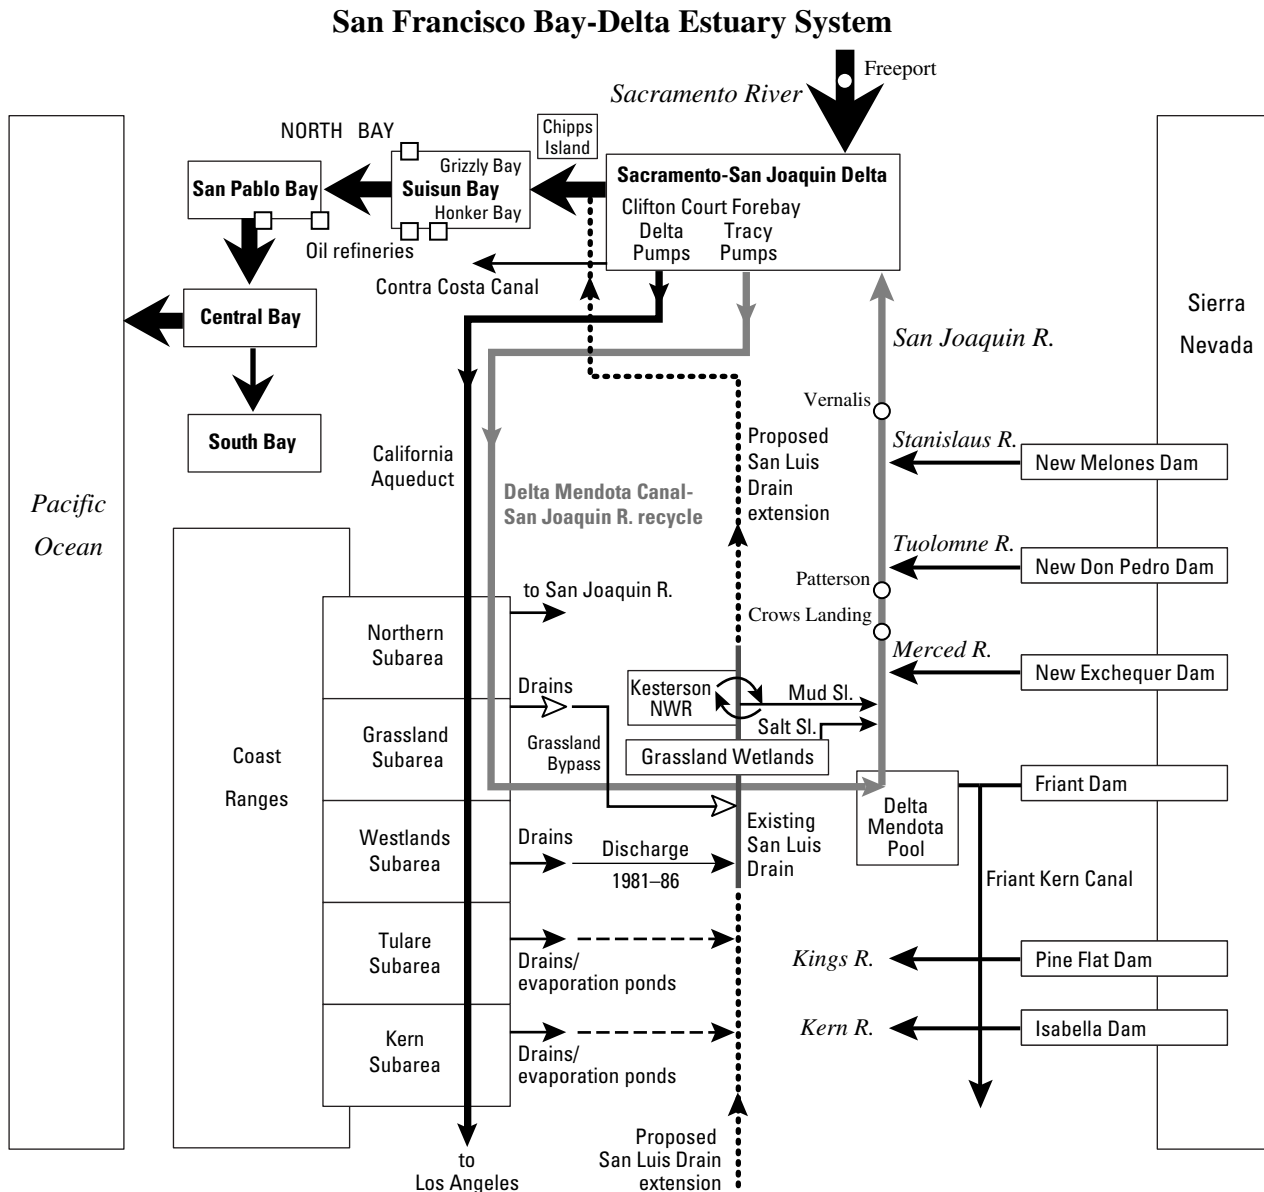 San Francisco Bay-Delta Estuary System
Freeport
Sacramento River
NORTH BAY
Chipps
Island
Grizzly Bay
San Pablo Bay
Suisun Bay
Honker Bay
Oil refineries
Sacramento-San Joaquin Delta
Clifton Court Forebay
Delta
Pumps
Tracy
Pumps
Contra Costa Canal
Central Bay
South Bay
Sierra
Nevada
San Joaquin R.
Vernalis
Stanislaus R.
New Melones Dam
California
Aqueduct
Proposed
San Luis
Drain
extension
Delta Mendota Canal-
San Joaquin R. recycle
Pacific
Ocean
Tuolomne R.
New Don Pedro Dam
Patterson
Crows Landing
to San Joaquin R.
Northern
Subarea
Merced R.
New Exchequer Dam
Drains
Kesterson
NWR
Mud Sl.
Salt Sl.
Grassland
Subarea
Grassland
Bypass
Grassland Wetlands
Coast
Ranges
Friant Dam
Delta
Mendota
Pool
Existing
San Luis
Drain
Westlands
Subarea
Drains
Discharge
1981–86
Friant Kern Canal
Tulare
Subarea
Drains/
evaporation ponds
Kings R.
Pine Flat Dam
Kern R.
Isabella Dam
Kern
Subarea
Drains/
evaporation ponds
to
Los Angeles
Proposed
San Luis Drain
extension